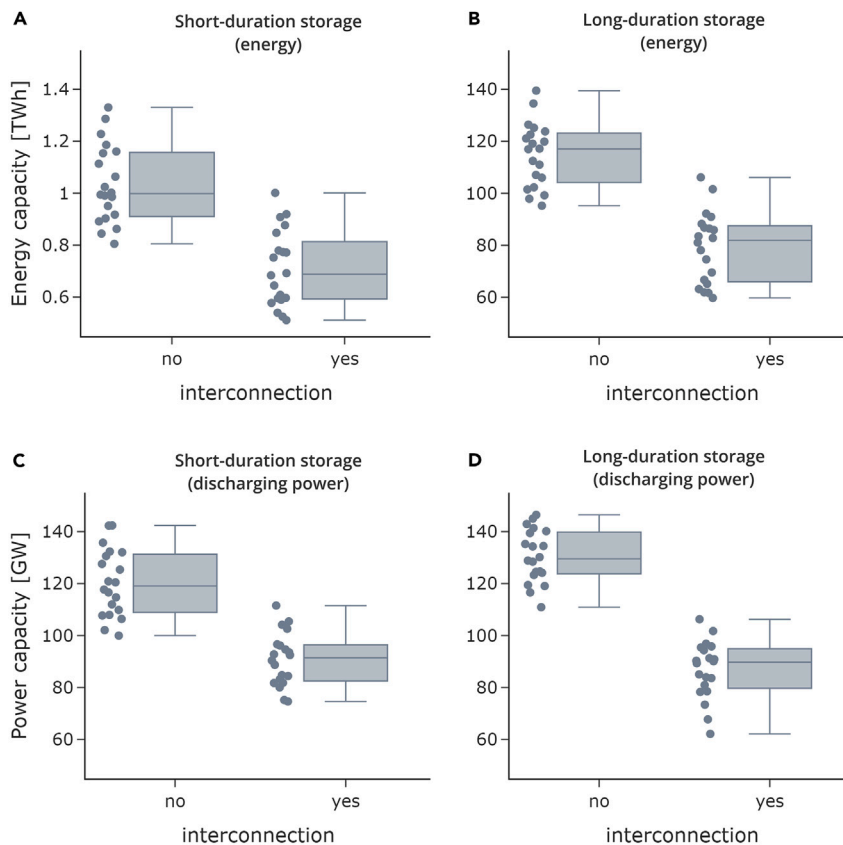 A
Short-duration storage
(energy)
Energy capacity [TWh]
1.4
1.2
1
0.8
0.6
no
yes
interconnection
B
Long-duration storage
(energy)
140
120
100
80
60
no
yes
interconnection
C
Short-duration storage
(discharging power)
Power capacity [GW]
140
120
100
80
60
no
yes
interconnection
D
Long-duration storage
(discharging power)
140
120
100
80
60
no
yes
interconnection